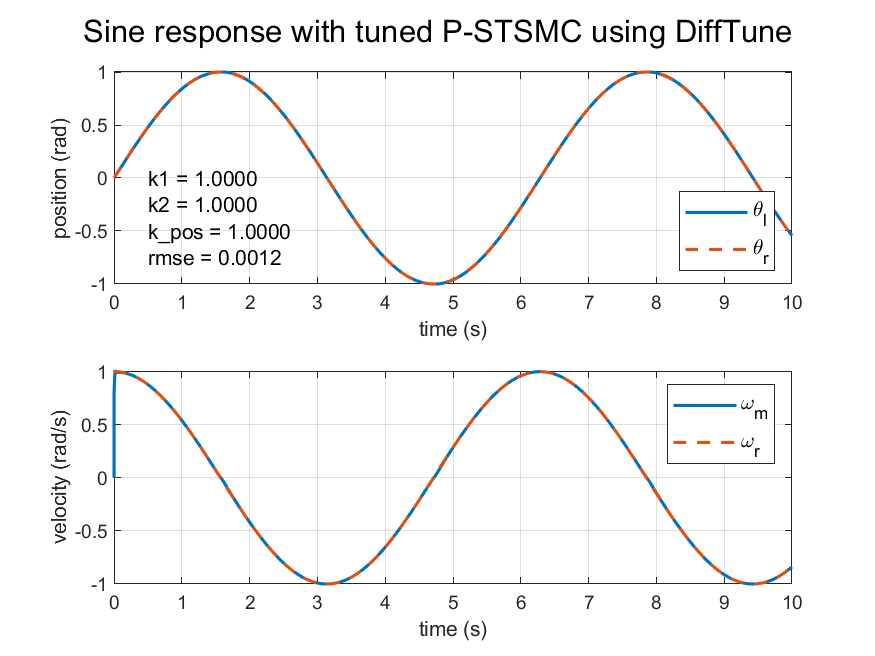 Sine response with tuned P-STSMC using DiffTune
1
0.5
0
-0.5
-1
position (rad)
k1 = 1.0000
k2 = 1.0000
k_pos = 1.0000
rmse = 0.0012
θl
θr
0 1 2 3 4 5 6 7 8 9 10
time (s)
1
0.5
0
-0.5
-1
velocity (rad/s)
ωm
ωr
0 1 2 3 4 5 6 7 8 9 10
time (s)